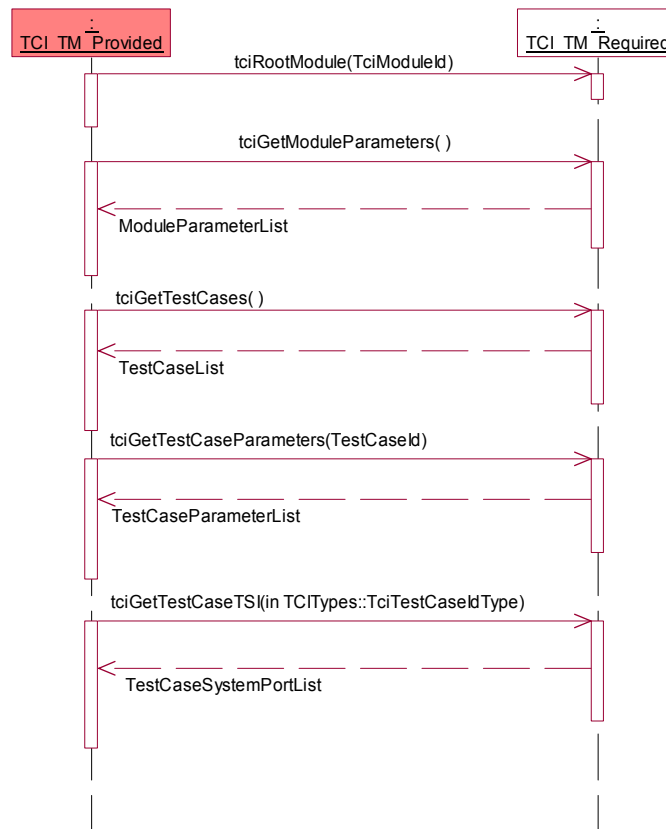 :
TCI_TM_Provided
:
TCI_TM_Required
tciRootModule(TciModuleId)
tciGetModuleParameters( )
ModuleParameterList
tciGetTestCases( )
TestCaseList
tciGetTestCaseParameters(TestCaseId)
TestCaseParameterList
tciGetTestCaseTSI(in TCITypes::TciTestCaseIdType)
TestCaseSystemPortList